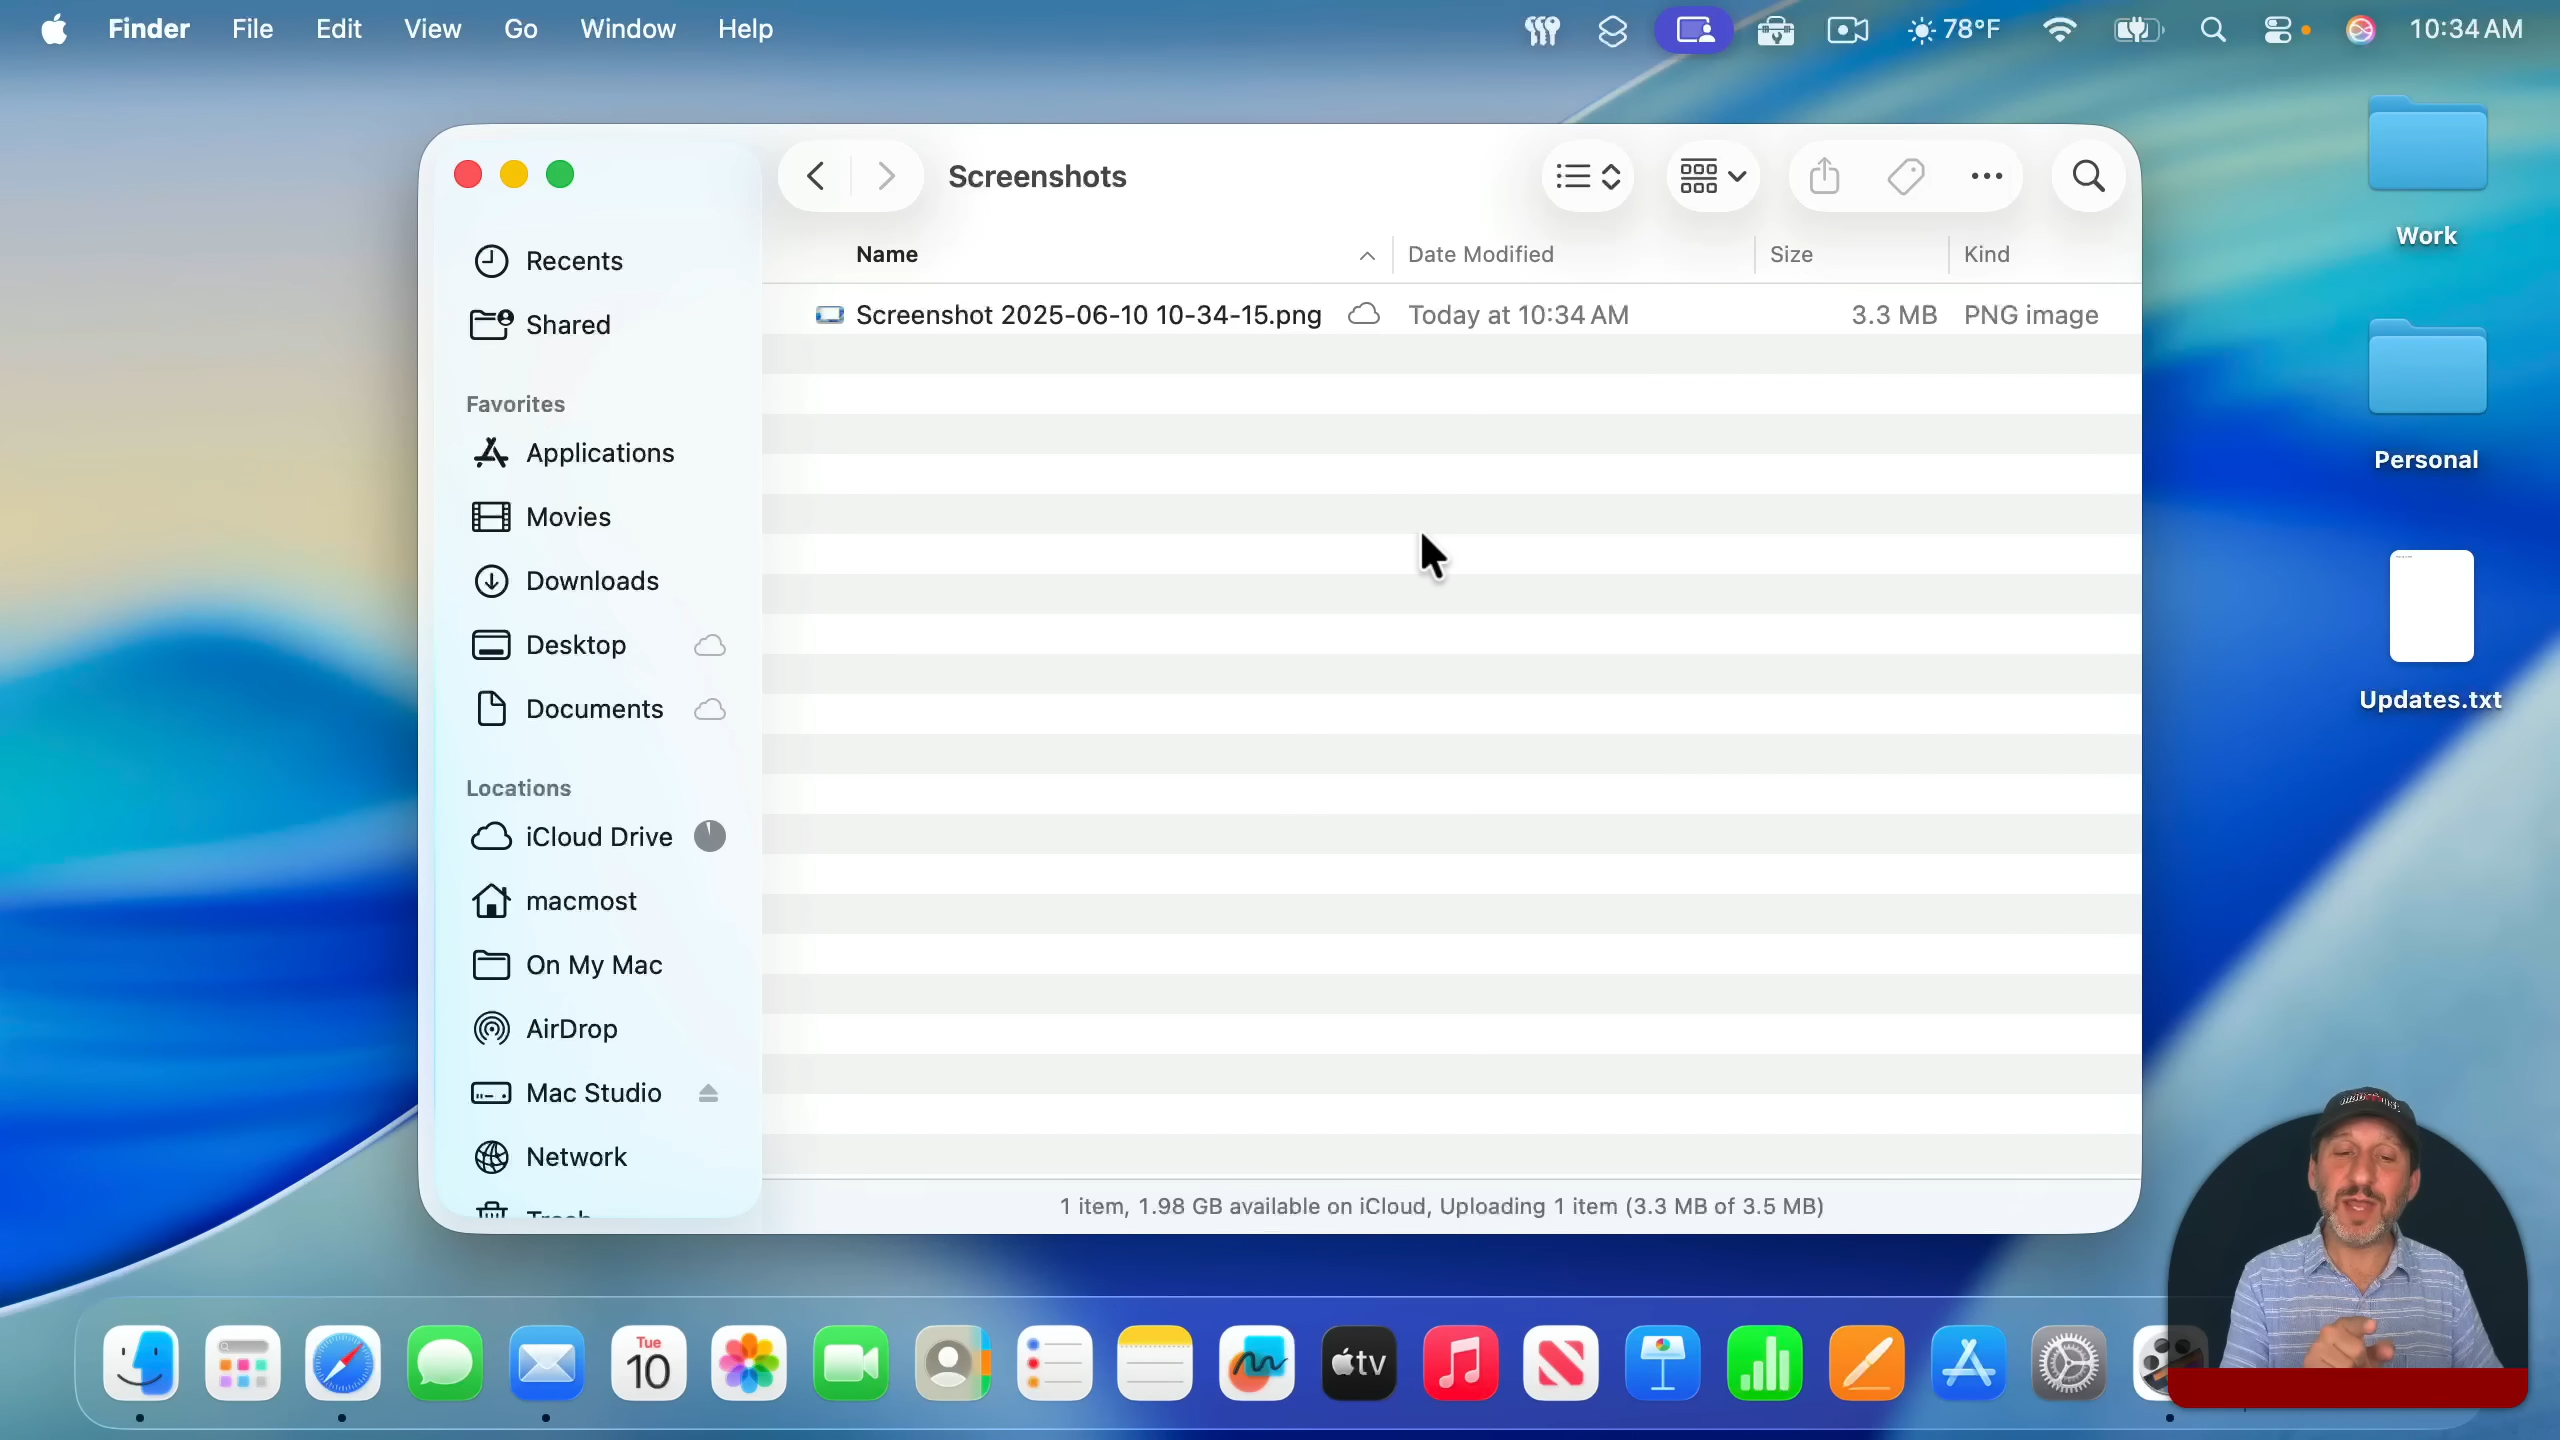 Finder File Edit View Go Window Help 78°F 10:34 AM
Screenshots
Name Date Modified Size Kind
Screenshot 2025-06-10 10-34-15.png Today at 10:34 AM 3.3 MB PNG image
Recents
Shared
Favorites
Applications
Movies
Downloads
Desktop
Documents
Locations
iCloud Drive
macmost
On My Mac
AirDrop
Mac Studio
Network
Trash
1 item, 1.98 GB available on iCloud, Uploading 1 item (3.3 MB of 3.5 MB)
Work
Personal
Updates.txt
Tue
10
tv